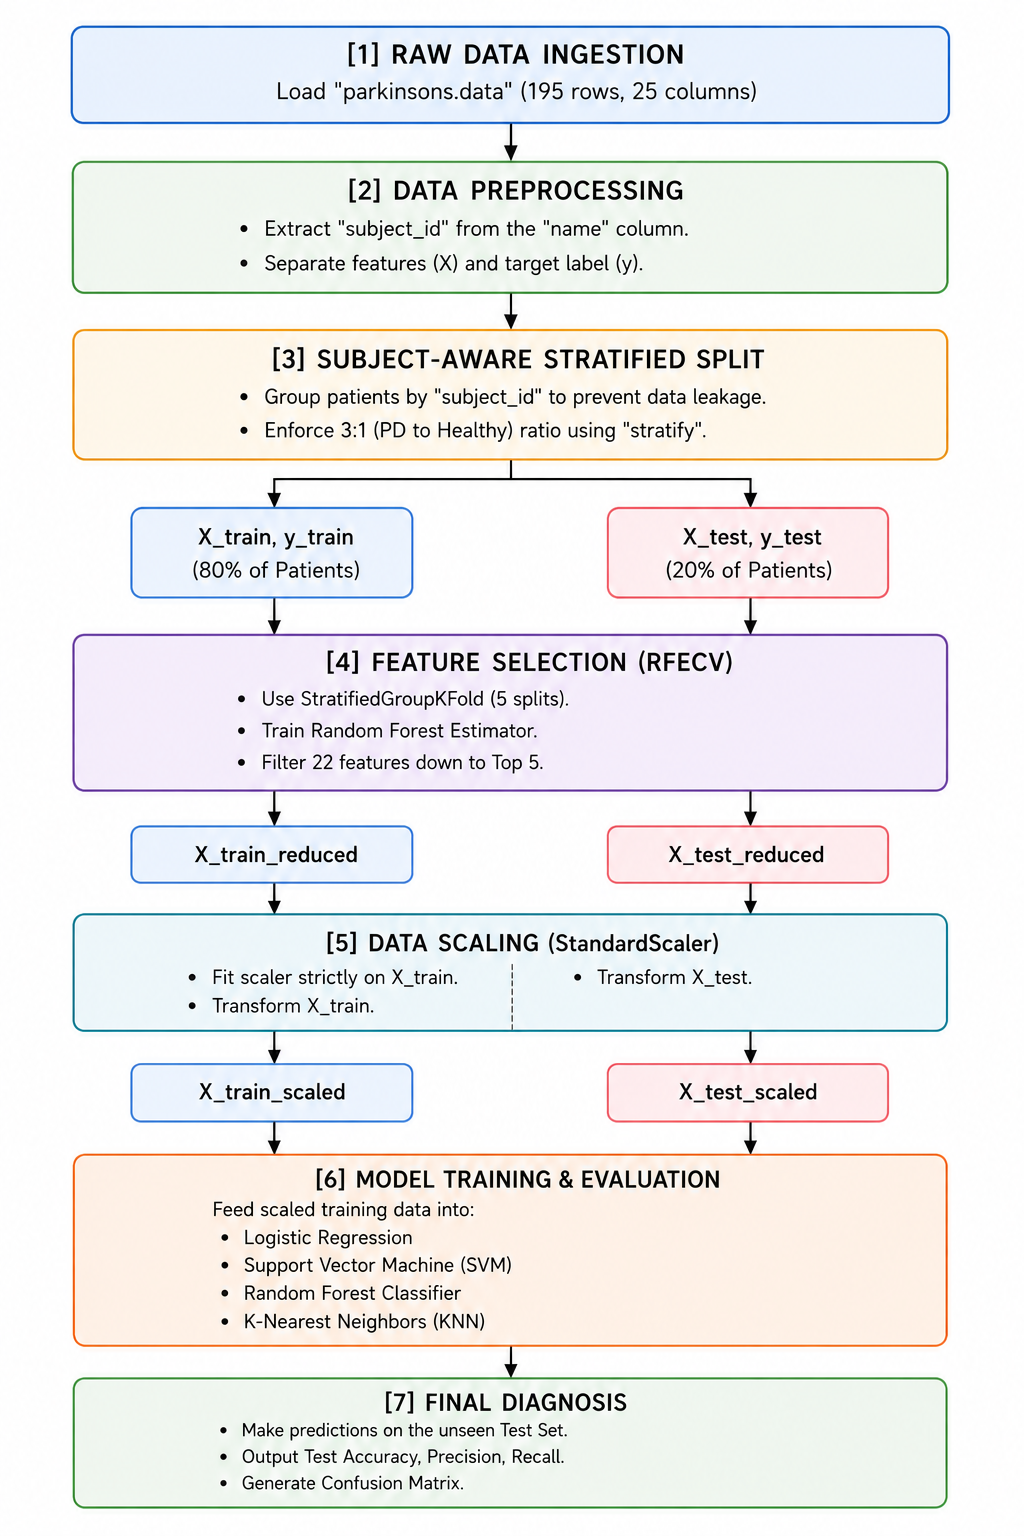 [1] RAW DATA INGESTION
Load "parkinsons.data" (195 rows, 25 columns)
[2] DATA PREPROCESSING
• Extract "subject_id" from the "name" column.
• Separate features (X) and target label (y).
[3] SUBJECT-AWARE STRATIFIED SPLIT
• Group patients by "subject_id" to prevent data leakage.
• Enforce 3:1 (PD to Healthy) ratio using "stratify".
X_train, y_train
(80% of Patients)
X_test, y_test
(20% of Patients)
[4] FEATURE SELECTION (RFECV)
• Use StratifiedGroupKFold (5 splits).
• Train Random Forest Estimator.
• Filter 22 features down to Top 5.
X_train_reduced
X_test_reduced
[5] DATA SCALING (StandardScaler)
• Fit scaler strictly on X_train.
• Transform X_train.
• Transform X_test.
X_train_scaled
X_test_scaled
[6] MODEL TRAINING & EVALUATION
Feed scaled training data into:
• Logistic Regression
• Support Vector Machine (SVM)
• Random Forest Classifier
• K-Nearest Neighbors (KNN)
[7] FINAL DIAGNOSIS
• Make predictions on the unseen Test Set.
• Output Test Accuracy, Precision, Recall.
• Generate Confusion Matrix.